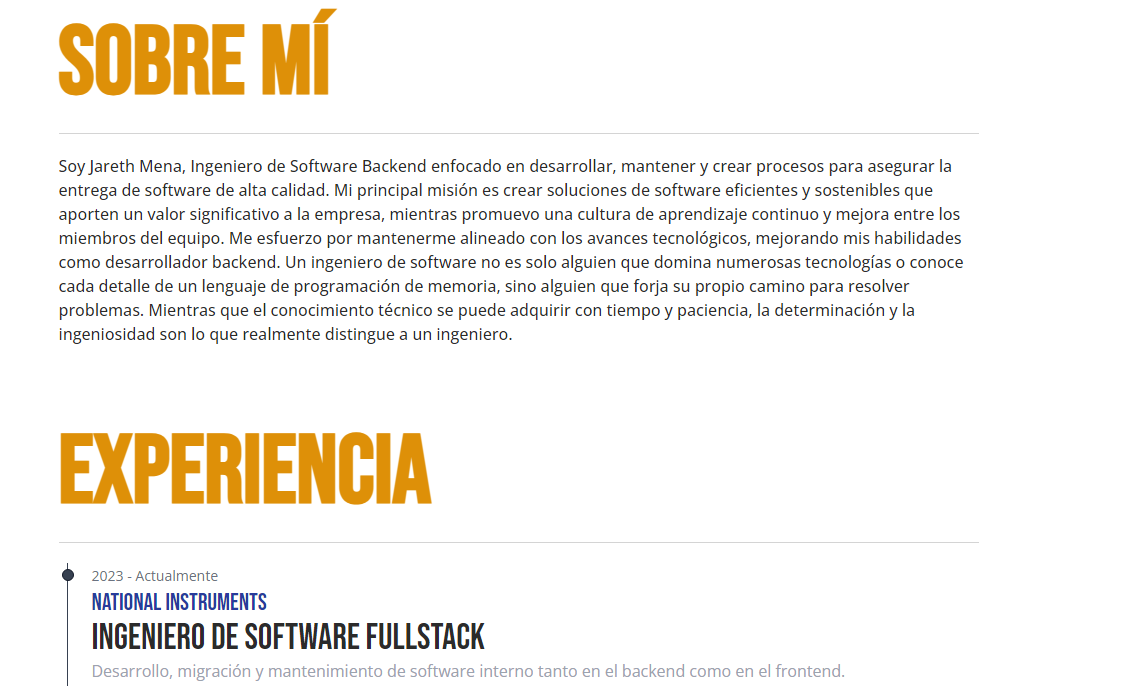 SOBRE MÍ
Soy Jareth Mena, Ingeniero de Software Backend enfocado en desarrollar, mantener y crear procesos para asegurar la
entrega de software de alta calidad. Mi principal misión es crear soluciones de software eficientes y sostenibles que
aporten un valor significativo a la empresa, mientras promuevo una cultura de aprendizaje continuo y mejora entre los
miembros del equipo. Me esfuerzo por mantenerme alineado con los avances tecnológicos, mejorando mis habilidades
como desarrollador backend. Un ingeniero de software no es solo alguien que domina numerosas tecnologías o conoce
cada detalle de un lenguaje de programación de memoria, sino alguien que forja su propio camino para resolver
problemas. Mientras que el conocimiento técnico se puede adquirir con tiempo y paciencia, la determinación y la
ingeniosidad son lo que realmente distingue a un ingeniero.
EXPERIENCIA
2023 - Actualmente
NATIONAL INSTRUMENTS
INGENIERO DE SOFTWARE FULLSTACK
Desarrollo, migración y mantenimiento de software interno tanto en el backend como en el frontend.